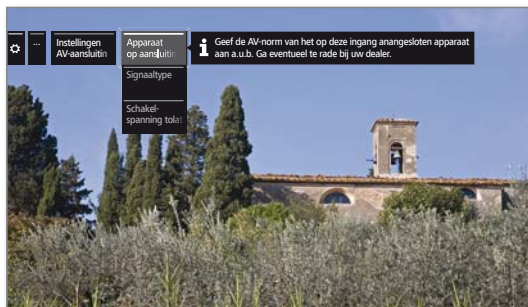 ...
Instellingen
AV-aansluitin
Apparaat
op aansluitin
Signaaltype
Schakel-
spanning tolat
i Geef de AV-norm van het op deze ingang anangesloten apparaat
aan a.u.b. Ga eventueel te rade bij uw dealer.